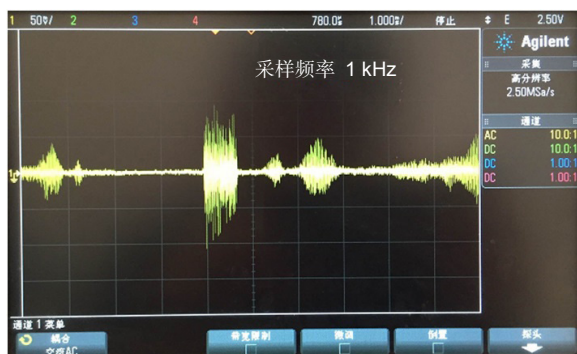 1 50▽/ 2 3 4 780.0s 1.000s/ 停止 E 2.50V
采样频率 1 kHz
Agilent
采集
高分辨率
2.50MSa/s
通道
AC 10.0:1
DC 10.0:1
DC 1.00:1
DC 1.00:1
通道 1 菜单
耦合
交流AC
带宽限制
微调
倒置
探头